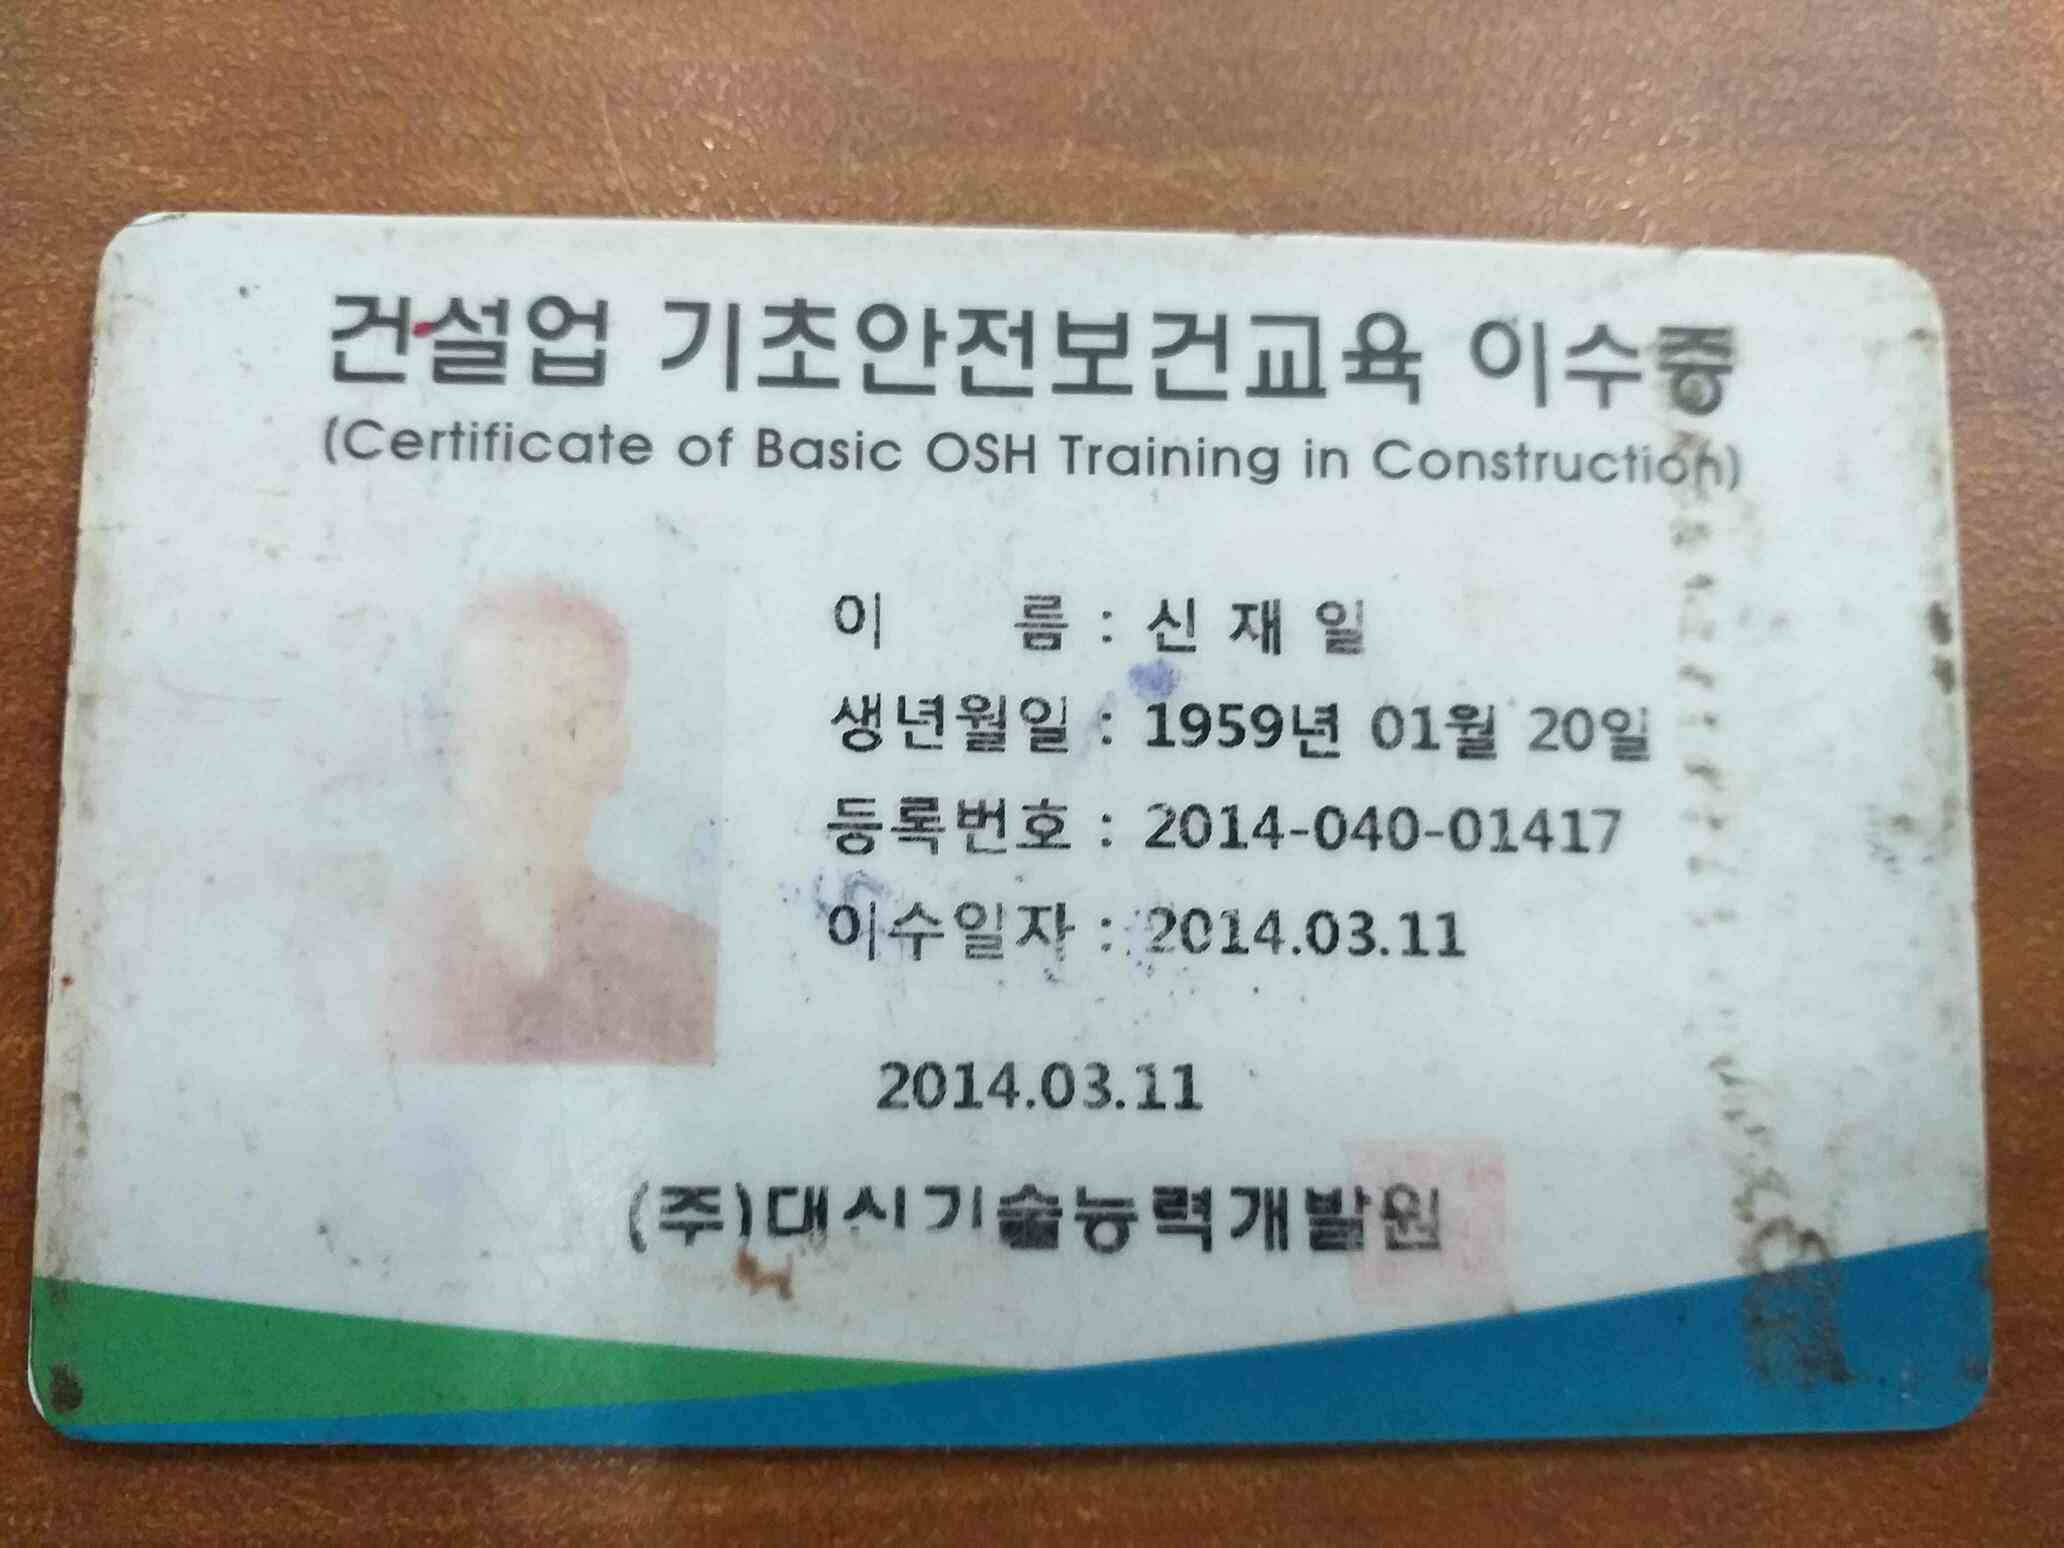 건설업 기초안전보건교육 이수증
(Certificate of Basic OSH Training in Construction)
이 름 : 신 재 일
생년월일 : 1959년 01월 20일
등록번호 : 2014-040-01417
이수일자 : 2014.03.11
2014.03.11
(주)대신기술능력개발원